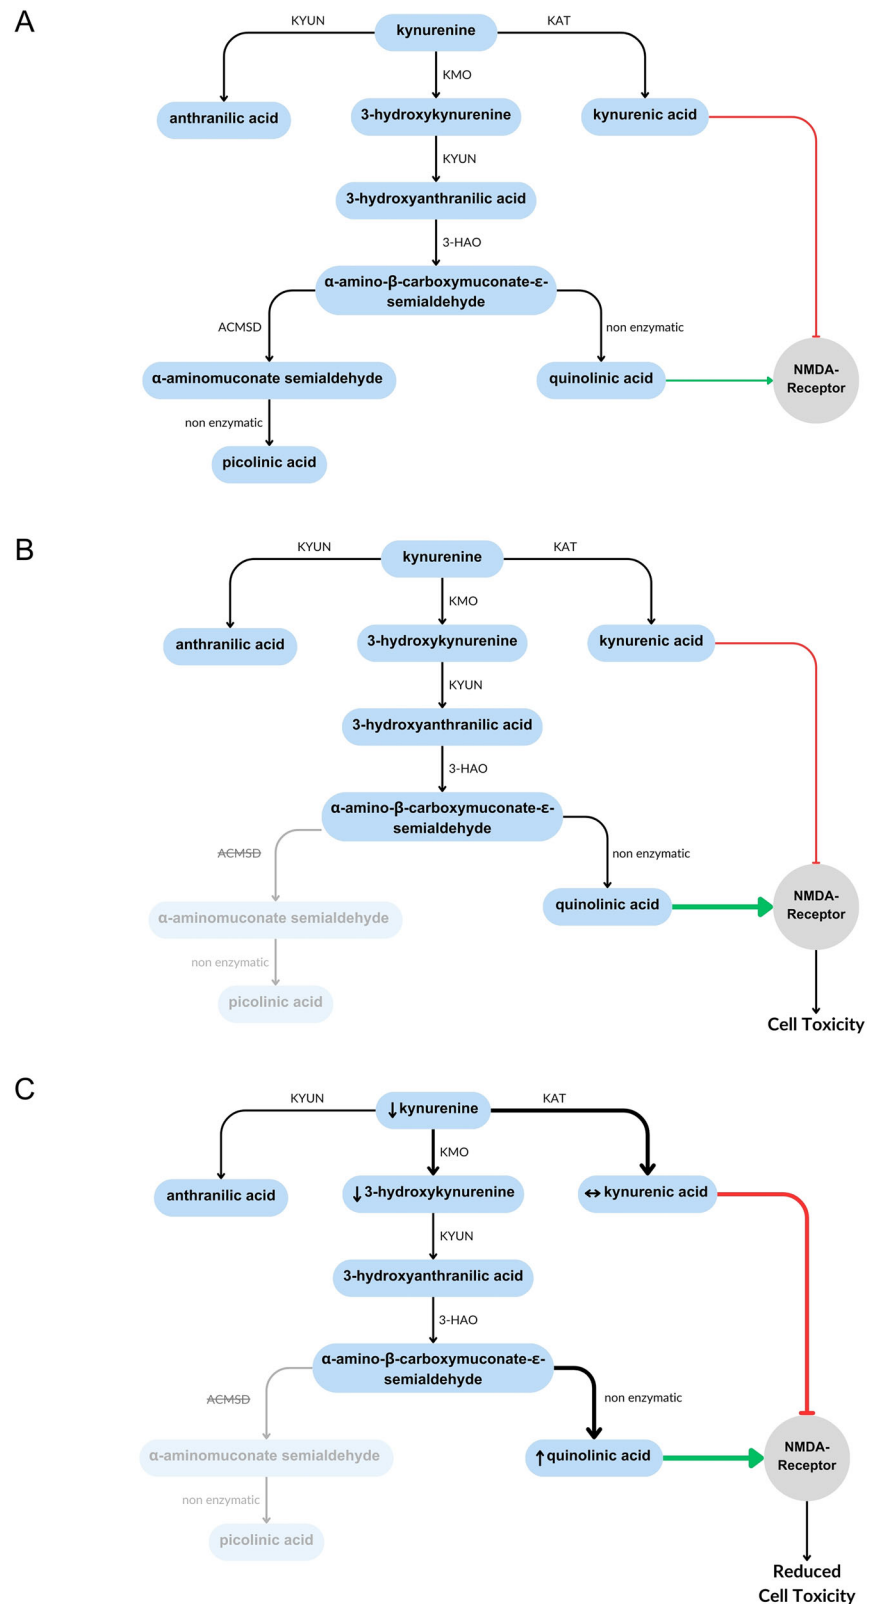 A
KYUN
kynurenine
KAT
KMO
anthranilic acid
3-hydroxykynurenine
kynurenic acid
KYUN
3-hydroxyanthranilic acid
3-HAO
α-amino-β-carboxymuconate-ε-
semialdehyde
ACMSD
non enzymatic
α-aminomuconate semialdehyde
quinolinic acid
NMDA-
Receptor
non enzymatic
picolinic acid
B
KYUN
kynurenine
KAT
KMO
anthranilic acid
3-hydroxykynurenine
kynurenic acid
KYUN
3-hydroxyanthranilic acid
3-HAO
α-amino-β-carboxymuconate-ε-
semialdehyde
ACMSD
non enzymatic
α-aminomuconate semialdehyde
quinolinic acid
NMDA-
Receptor
non enzymatic
picolinic acid
Cell Toxicity
C
KYUN
↓kynurenine
KAT
KMO
anthranilic acid
↓3-hydroxykynurenine
↔ kynurenic acid
KYUN
3-hydroxyanthranilic acid
3-HAO
α-amino-β-carboxymuconate-ε-
semialdehyde
ACMSD
non enzymatic
α-aminomuconate semialdehyde
↑quinolinic acid
NMDA-
Receptor
non enzymatic
picolinic acid
Reduced
Cell Toxicity